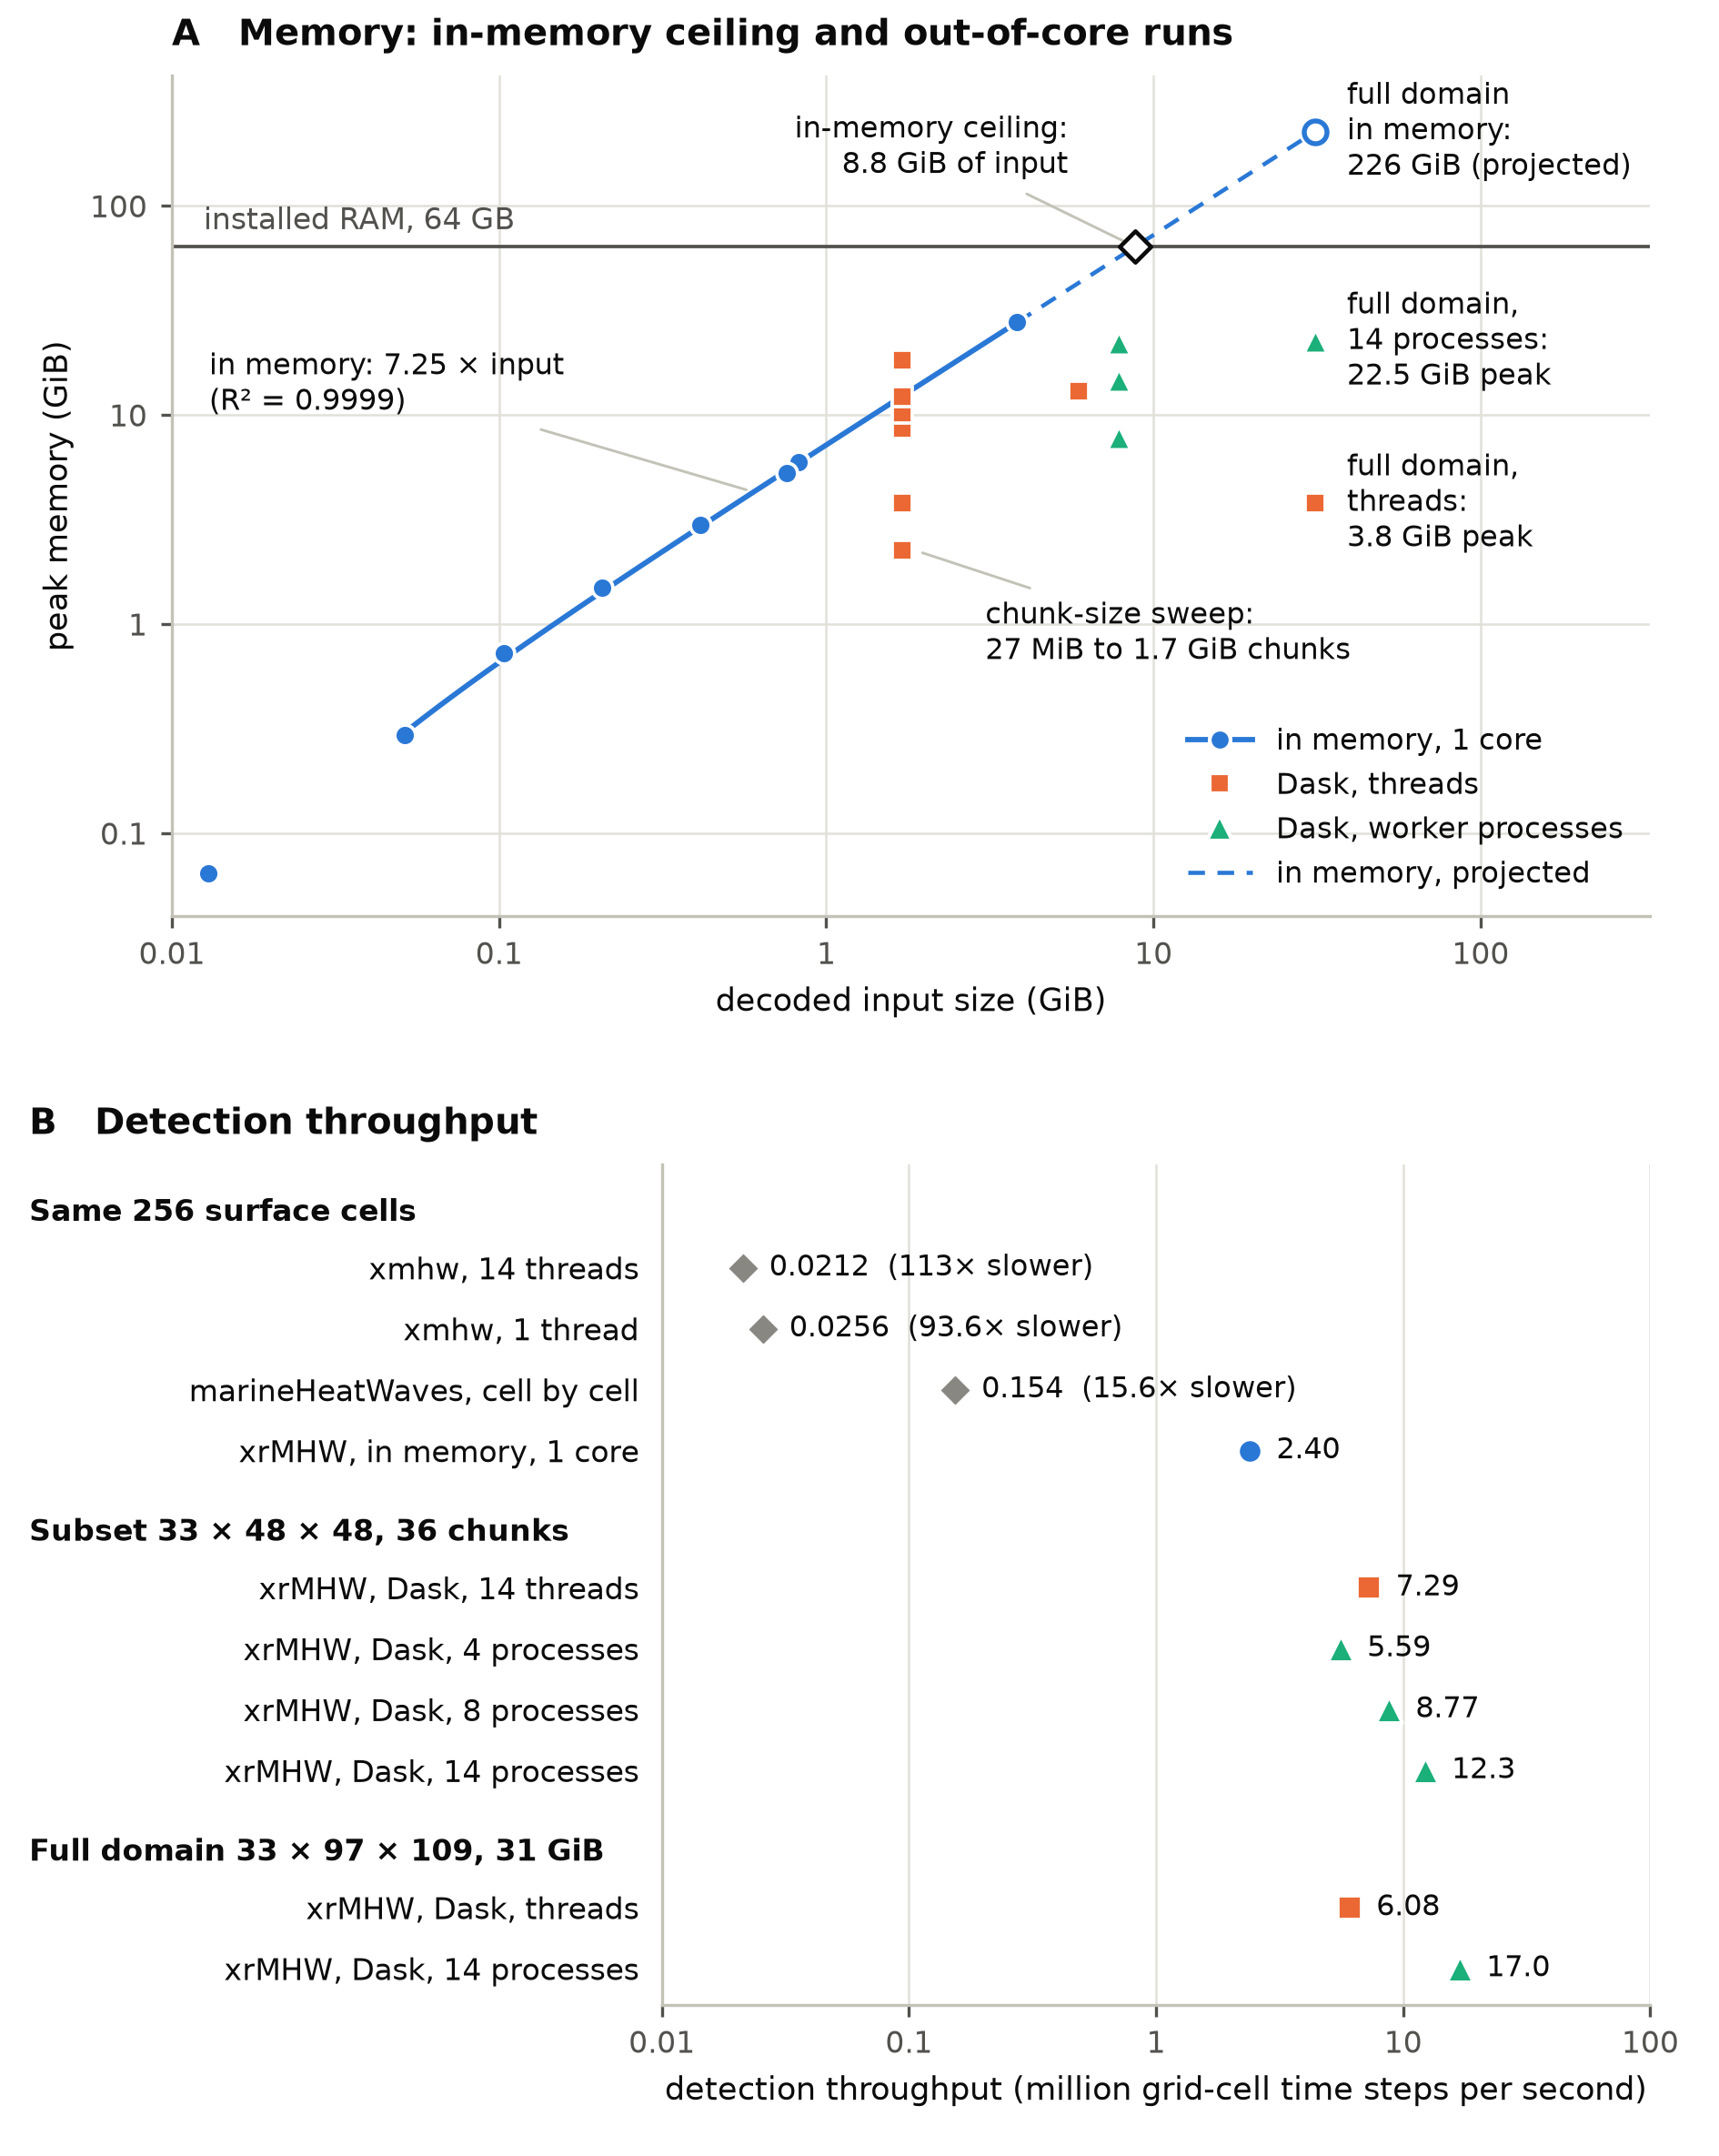 A Memory: in-memory ceiling and out-of-core runs
full domain
in memory:
226 GiB (projected)
in-memory ceiling:
8.8 GiB of input
installed RAM, 64 GB
full domain,
14 processes:
22.5 GiB peak
in memory: 7.25 × input
(R² = 0.9999)
full domain,
threads:
3.8 GiB peak
chunk-size sweep:
27 MiB to 1.7 GiB chunks
in memory, 1 core
Dask, threads
Dask, worker processes
in memory, projected
peak memory (GiB)
100
10
1
0.1
0.01
0.1
1
10
100
decoded input size (GiB)
B Detection throughput
Same 256 surface cells
xmhw, 14 threads
0.0212 (113× slower)
xmhw, 1 thread
0.0256 (93.6× slower)
marineHeatWaves, cell by cell
0.154 (15.6× slower)
xrMHW, in memory, 1 core
2.40
Subset 33 × 48 × 48, 36 chunks
xrMHW, Dask, 14 threads
7.29
xrMHW, Dask, 4 processes
5.59
xrMHW, Dask, 8 processes
8.77
xrMHW, Dask, 14 processes
12.3
Full domain 33 × 97 × 109, 31 GiB
xrMHW, Dask, threads
6.08
xrMHW, Dask, 14 processes
17.0
0.01
0.1
1
10
100
detection throughput (million grid-cell time steps per second)